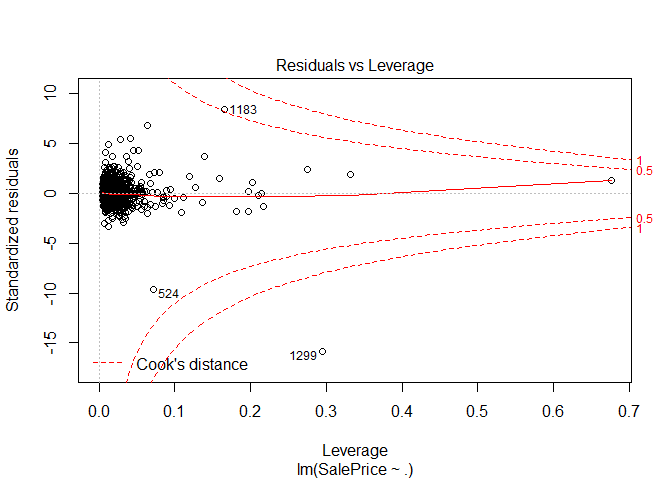 Residuals vs Leverage
Standardized residuals
10
5
0
-5
-10
-15
1183
524
1299
1
0.5
0.5
1
Cook's distance
0.0 0.1 0.2 0.3 0.4 0.5 0.6 0.7
Leverage
lm(SalePrice ~ .)